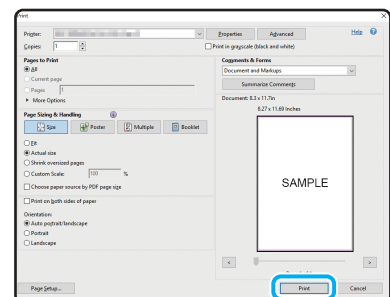 Print
Printer: Properties Advanced Help
Copies: 1 Print in grayscale (black and white)
Pages to Print Comments & Forms
All Document and Markups
Current page
Pages 1 Summarize Comments
More Options Document: 8.3 x 11.7in
8.27 x 11.69 Inches
Page Sizing & Handling
Size Poster Multiple Booklet
Fit
Actual size
Shrink oversized pages
Custom Scale: 100 %
Choose paper source by PDF page size
SAMPLE
Print on both sides of paper
Orientation:
Auto portrait/landscape
Portrait
Landscape
< >
Page Setup... Print Cancel